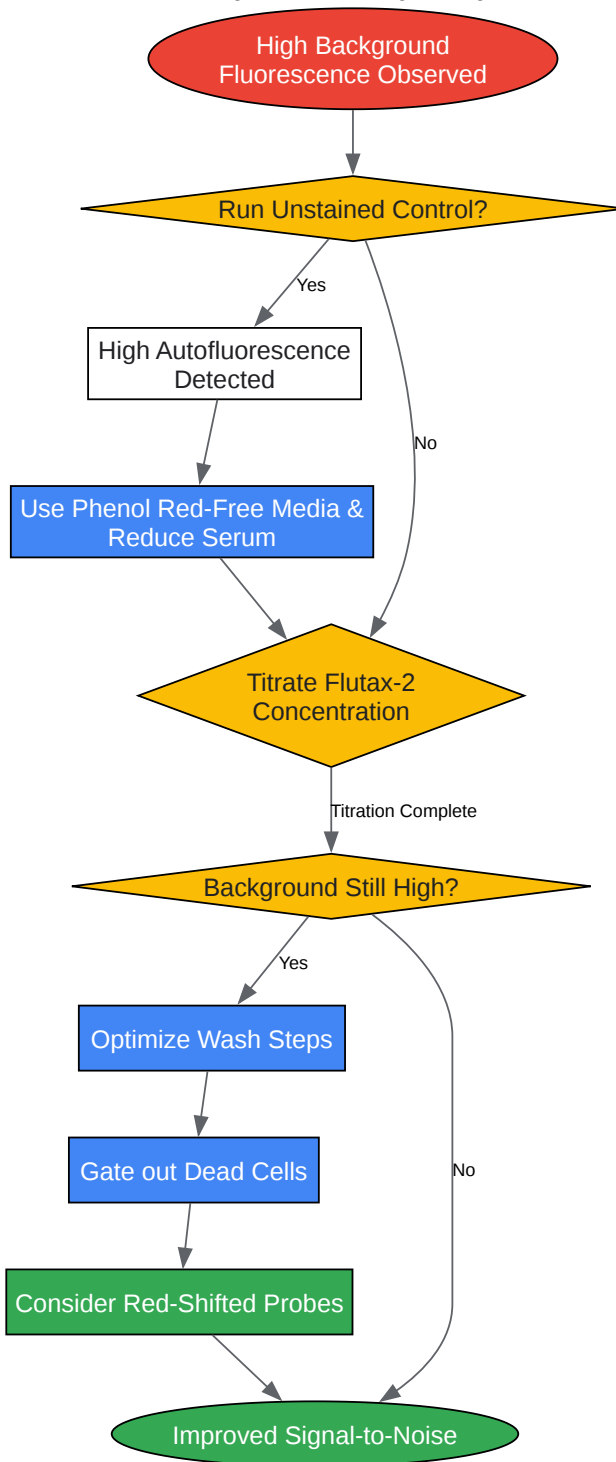 High Background
Fluorescence Observed
Run Unstained Control?
Yes
High Autofluorescence
Detected
No
Use Phenol Red-Free Media &
Reduce Serum
Titrate Flutax-2
Concentration
Titration Complete
Background Still High?
Yes
Optimize Wash Steps
Gate out Dead Cells
No
Consider Red-Shifted Probes
Improved Signal-to-Noise